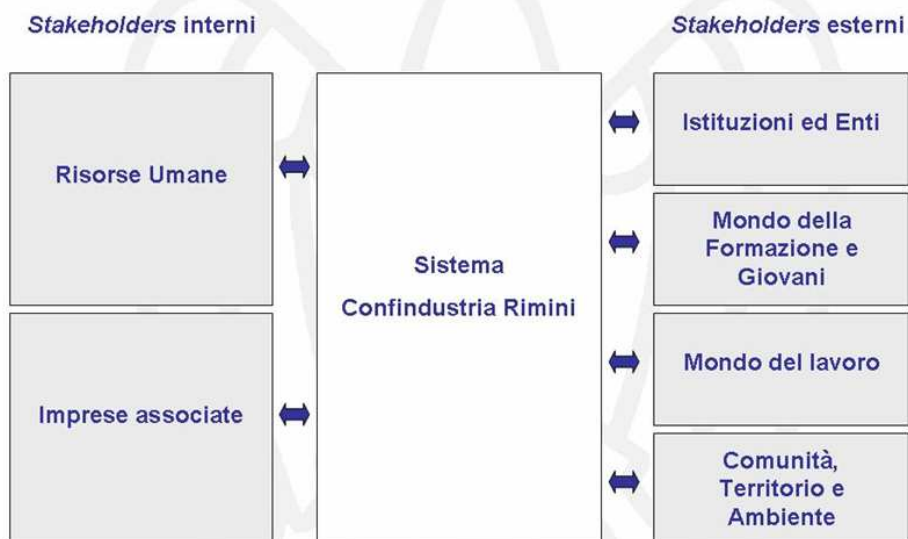 Stakeholders interni
Stakeholders esterni
Risorse Umane
Imprese associate
Sistema
Confindustria Rimini
Istituzioni ed Enti
Mondo della
Formazione e
Giovani
Mondo del lavoro
Comunità,
Territorio e
Ambiente